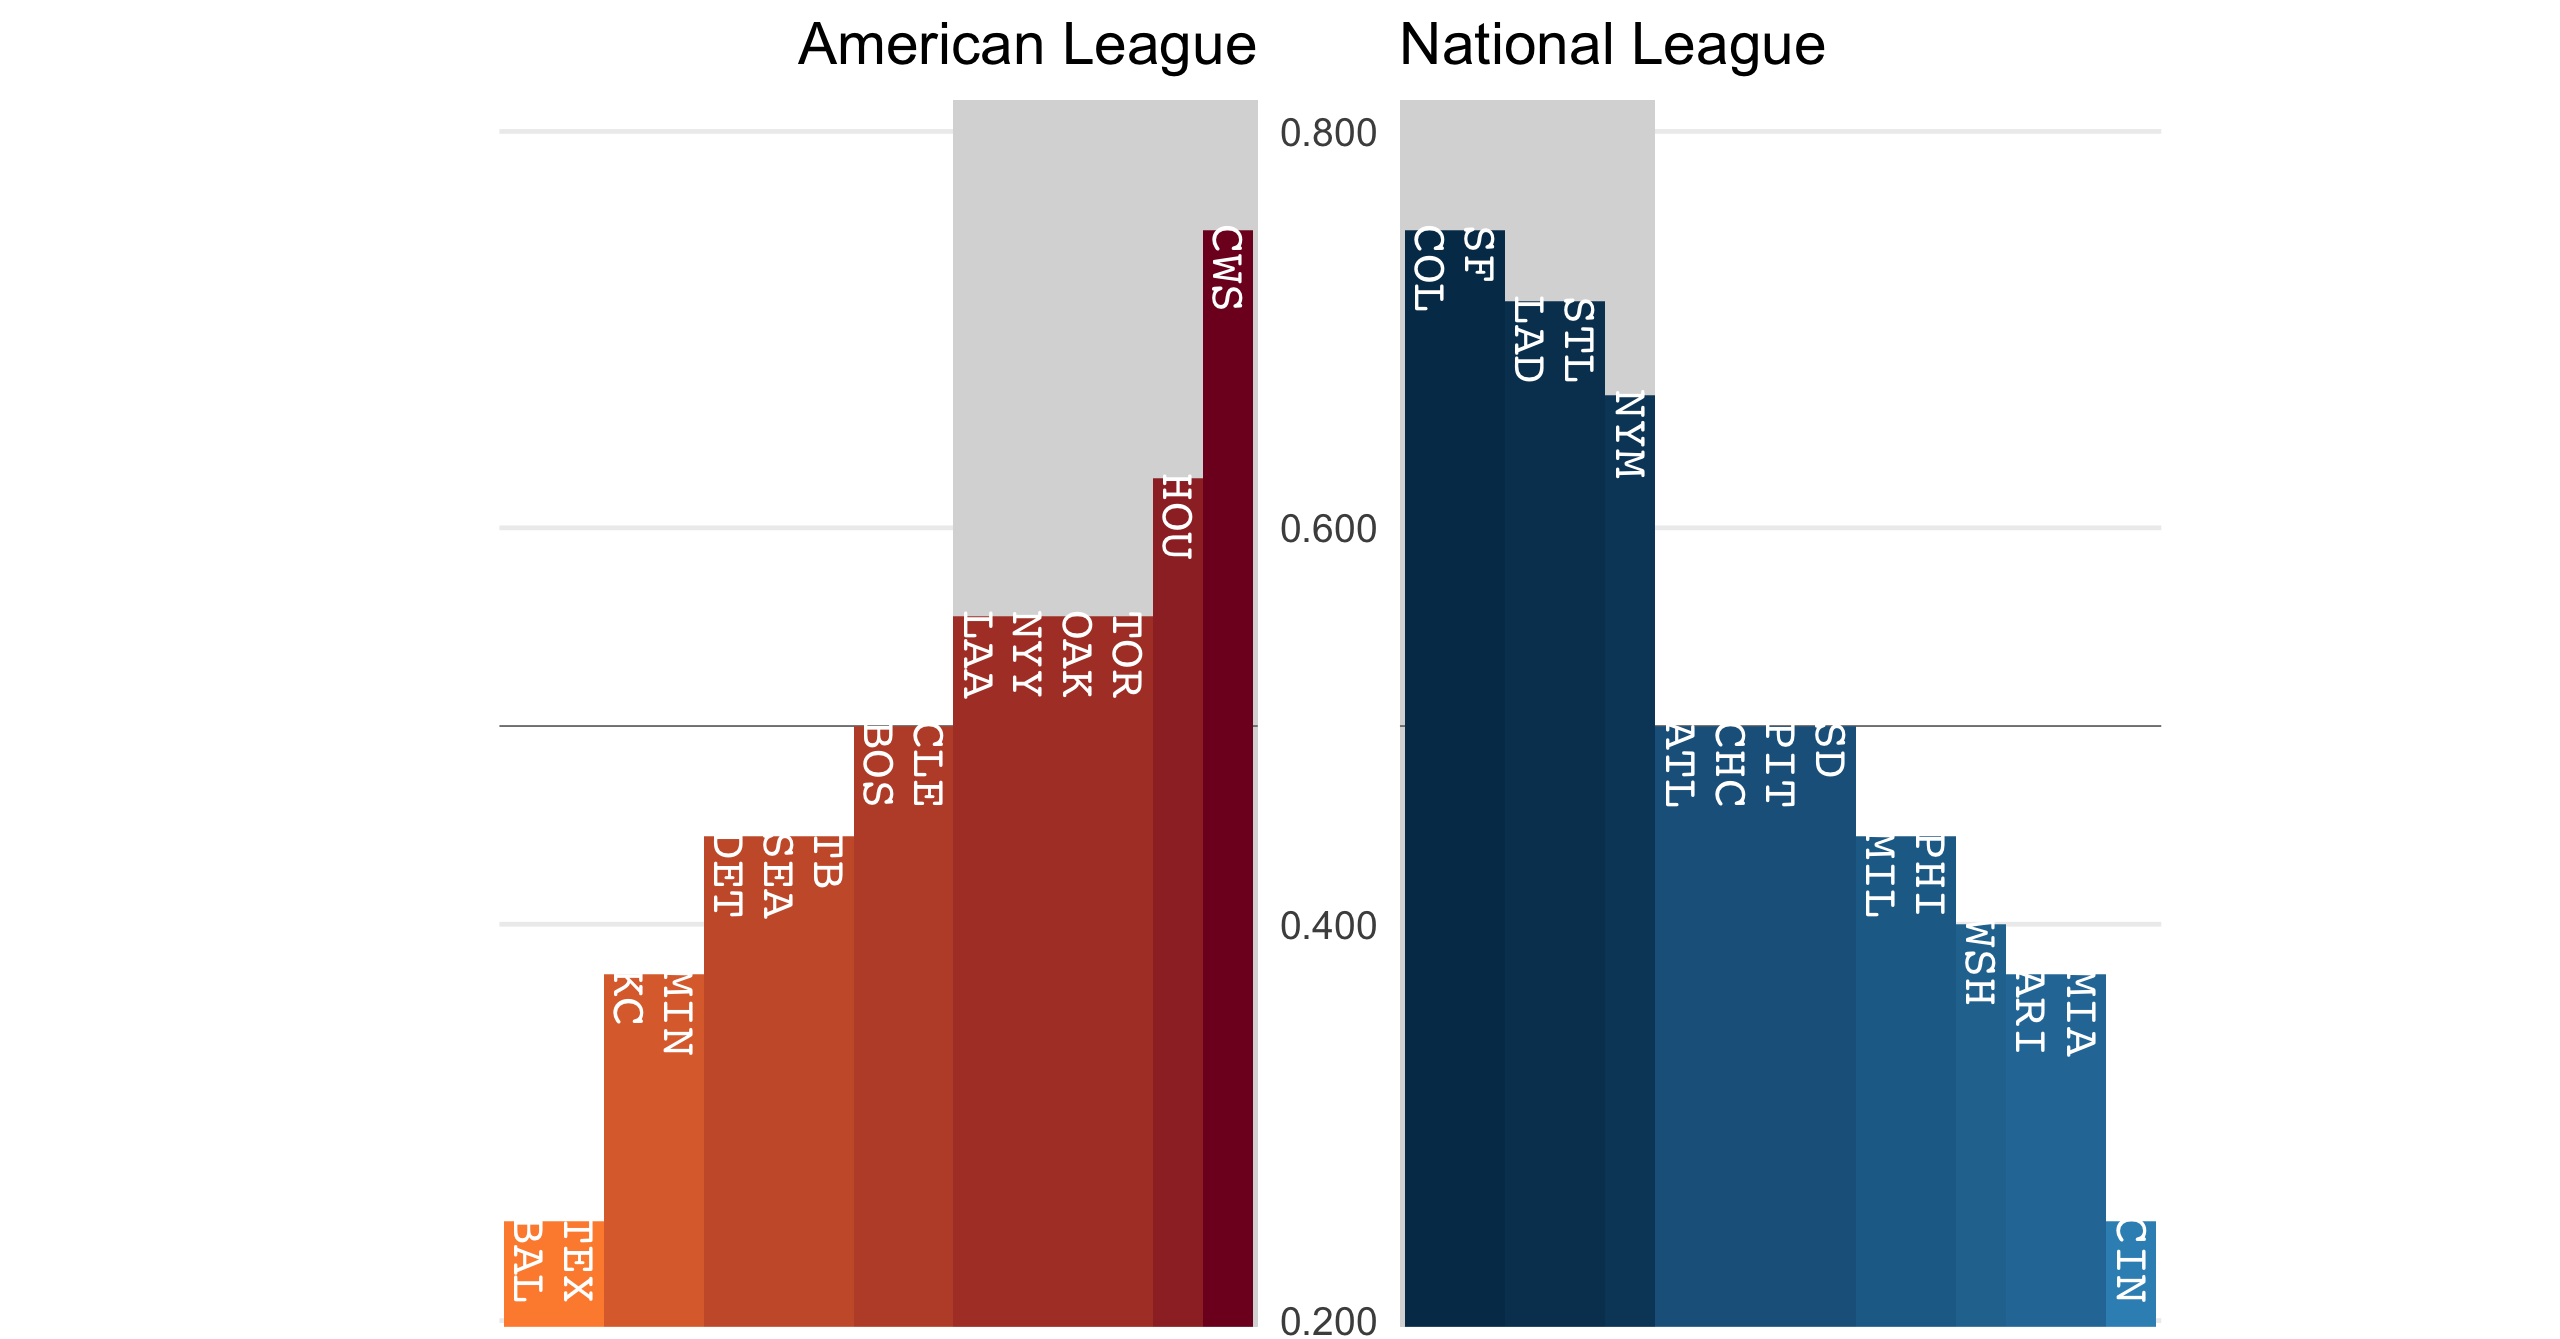 American League
National League
0.800
0.600
0.400
0.200
BAL
TEX
KC
MIN
DET
SEA
TB
BOS
CLE
LAA
NYY
OAK
TOR
HOU
CWS
COL
SF
LAD
STL
NYM
ATL
CHC
PIT
SD
MIL
PHI
WSH
ARI
MIA
CIN